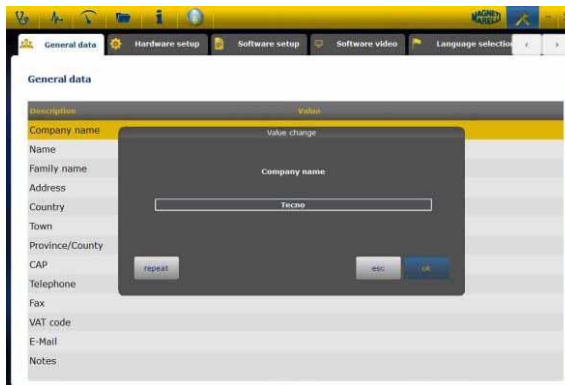 MAGNETI
MARELLI
General data
Hardware setup
Software setup
Software video
Language selection
General data
Description
Value
Company name
Name
Family name
Address
Country
Town
Province/County
CAP
Telephone
Fax
VAT code
E-Mail
Notes
Value change
Company name
Tecno
repeat
esc
ok